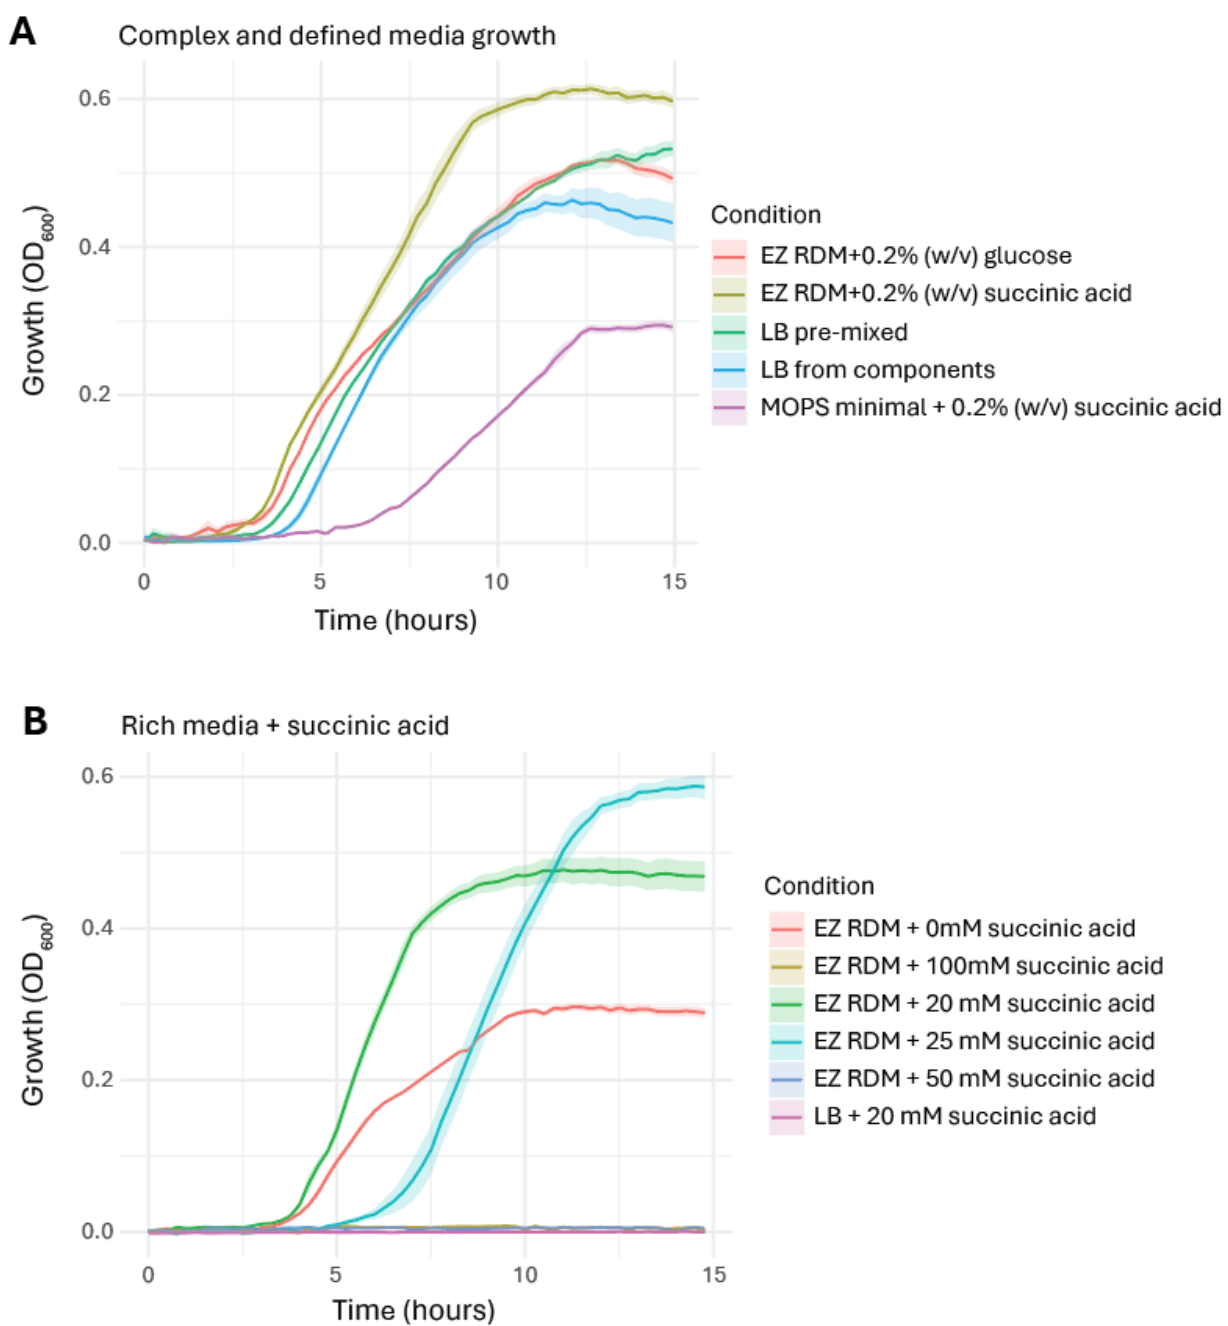 A
Complex and defined media growth
0.6
0.4
0.2
0.0
Growth (OD600)
0 5 10 15
Time (hours)
Condition
EZ RDM+0.2% (w/v) glucose
EZ RDM+0.2% (w/v) succinic acid
LB pre-mixed
LB from components
MOPS minimal + 0.2% (w/v) succinic acid
B
Rich media + succinic acid
0.6
0.4
0.2
0.0
Growth (OD600)
0 5 10 15
Time (hours)
Condition
EZ RDM + 0mM succinic acid
EZ RDM + 100mM succinic acid
EZ RDM + 20 mM succinic acid
EZ RDM + 25 mM succinic acid
EZ RDM + 50 mM succinic acid
LB + 20 mM succinic acid